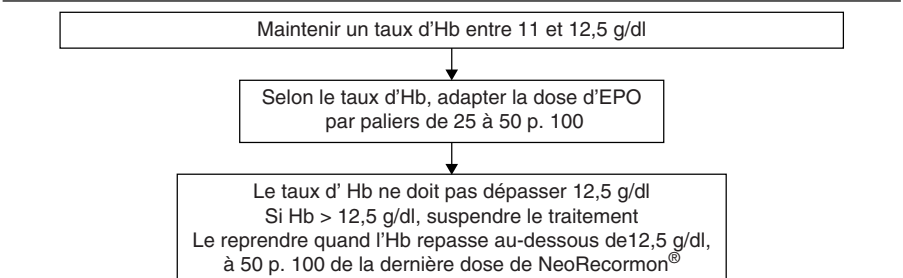 Maintenir un taux d'Hb entre 11 et 12,5 g/dl
Selon le taux d'Hb, adapter la dose d'EPO
par paliers de 25 à 50 p. 100
Le taux d' Hb ne doit pas dépasser 12,5 g/dl
Si Hb > 12,5 g/dl, suspendre le traitement
Le reprendre quand l'Hb repasse au-dessous de12,5 g/dl,
à 50 p. 100 de la dernière dose de NeoRecormon®